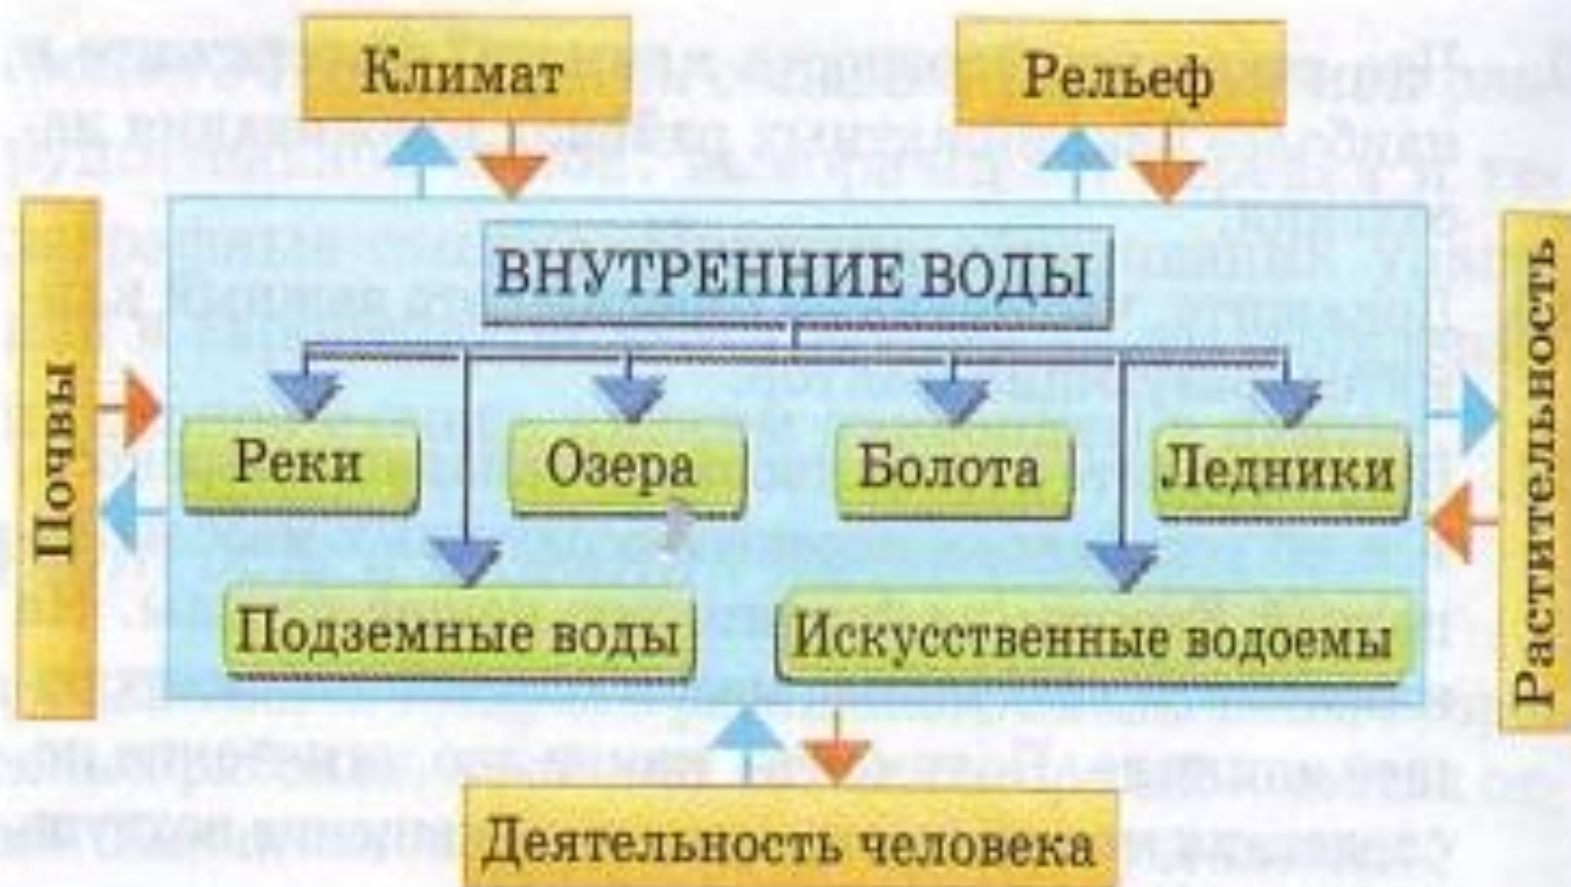 Климат
Рельеф
ВНУТРЕННИЕ ВОДЫ
Почвы
Растительность
Реки
Озера
Болота
Ледники
Подземные воды
Искусственные водоемы
Деятельность человека